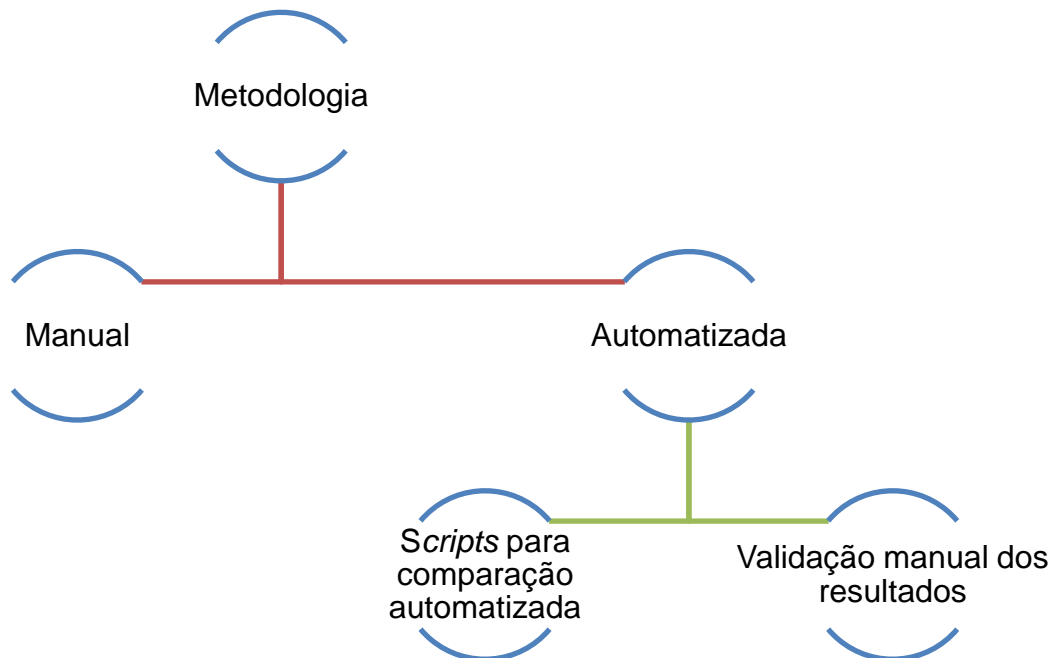 Metodologia
Manual
Automatizada
Scripts para
comparação
automatizada
Validação manual dos
resultados